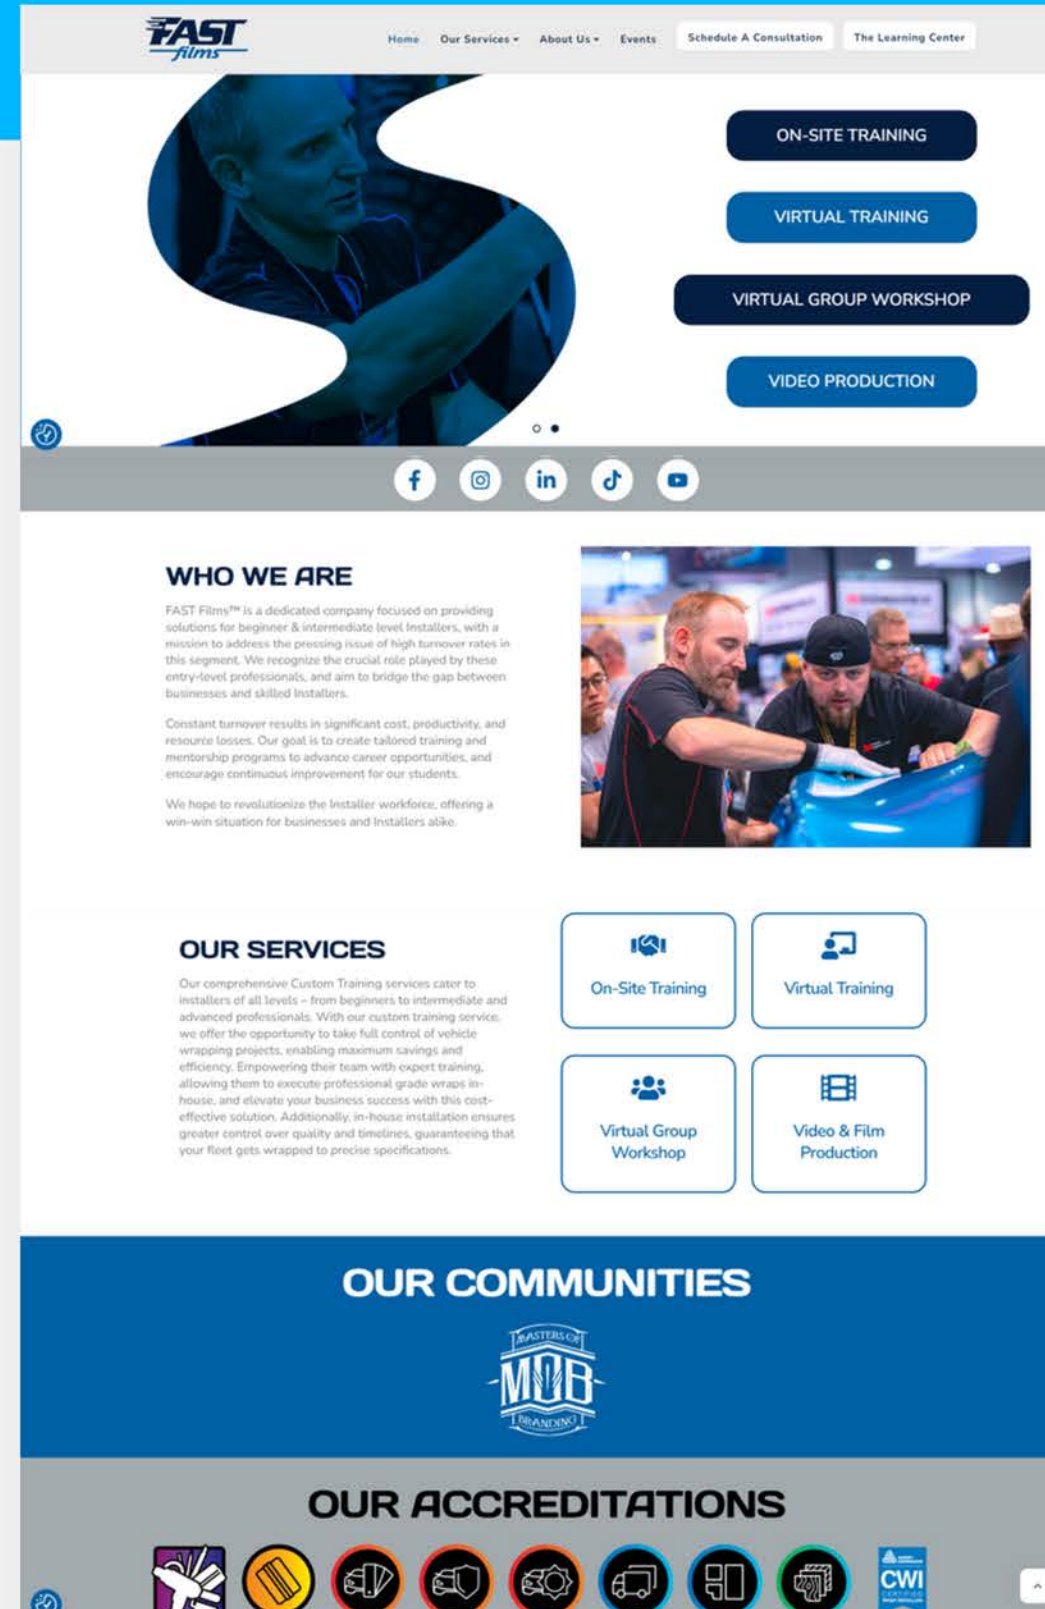 FAST
films
Home
Our Services
About Us
Events
Schedule A Consultation
The Learning Center
ON-SITE TRAINING
VIRTUAL TRAINING
VIRTUAL GROUP WORKSHOP
VIDEO PRODUCTION
WHO WE ARE
FAST Films™ is a dedicated company focused on providing
solutions for beginner & intermediate level Installers, with a
mission to address the pressing issue of high turnover rates in
this segment. We recognize the crucial role played by these
entry-level professionals, and aim to bridge the gap between
businesses and skilled Installers.
Constant turnover results in significant cost, productivity, and
resource losses. Our goal is to create tailored training and
mentorship programs to advance career opportunities, and
encourage continuous improvement for our students.
We hope to revolutionize the Installer workforce, offering a
win-win situation for businesses and Installers alike.
OUR SERVICES
Our comprehensive Custom Training services cater to
installers of all levels – from beginners to intermediate and
advanced professionals. With our custom training service,
we offer the opportunity to take full control of vehicle
wrapping projects, enabling maximum savings and
efficiency. Empowering their team with expert training,
allowing them to execute professional grade wraps in-
house, and elevate your business success with this cost-
effective solution. Additionally, in-house installation ensures
greater control over quality and timelines, guaranteeing that
your fleet gets wrapped to precise specifications.
On-Site Training
Virtual Training
Virtual Group
Workshop
Video & Film
Production
OUR COMMUNITIES
MASTERS OF
MOB
BRANDING
OUR ACCREDITATIONS
CWI